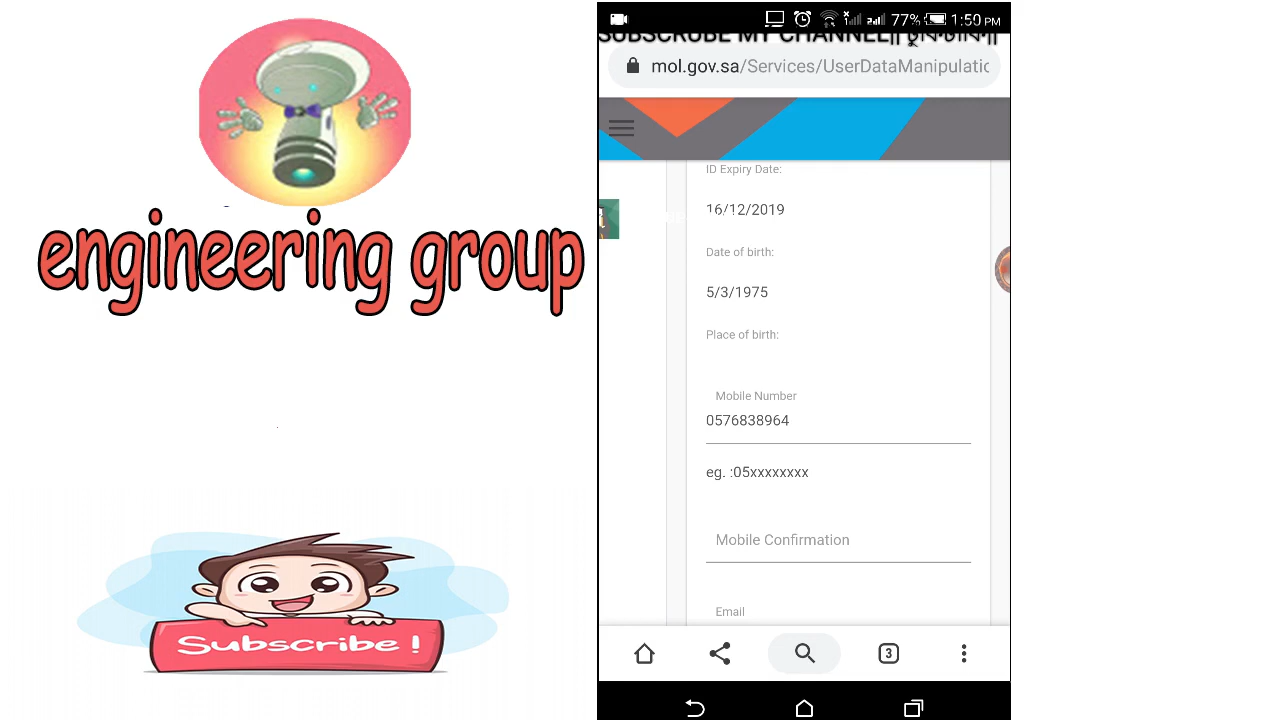 engineering group
Subscribe !
77% 1:50 PM
SUBSCRUBE MY CHANNEL||
mol.gov.sa/Services/UserDataManipulatic
ID Expiry Date:
16/12/2019
Date of birth:
5/3/1975
Place of birth:
Mobile Number
0576838964
eg. :05xxxxxxxx
Mobile Confirmation
Email
3